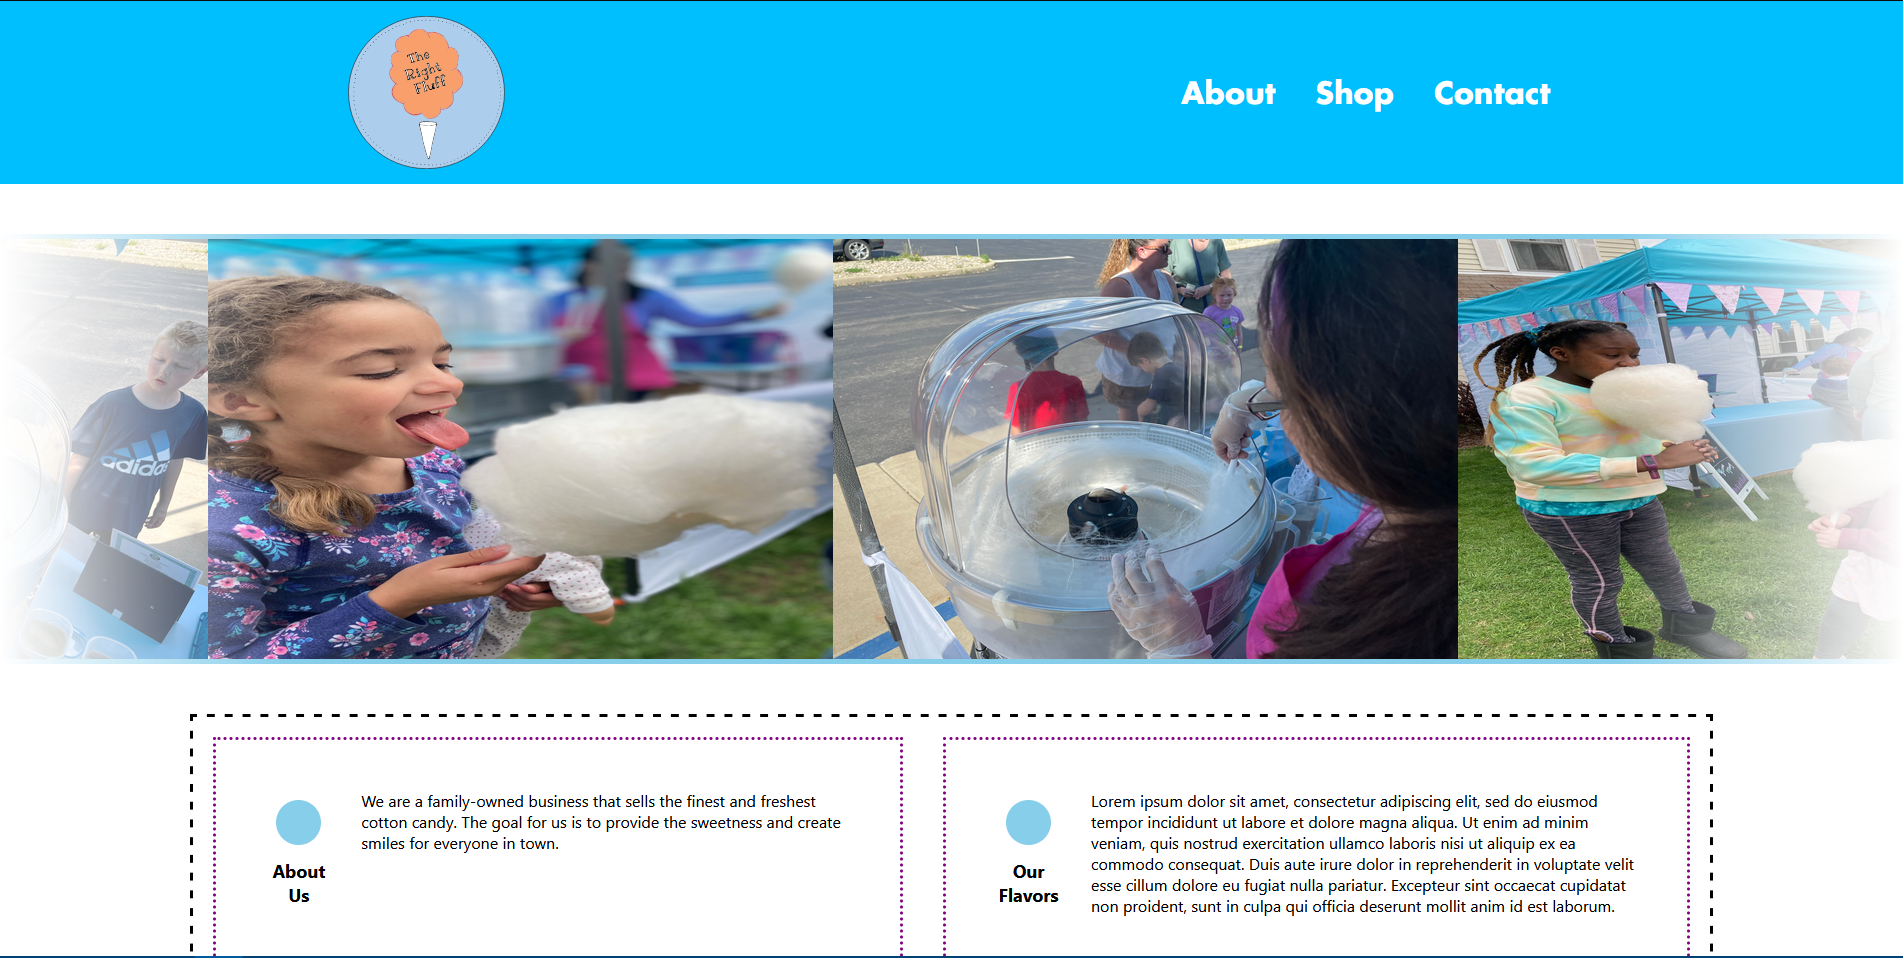 The
Right
Fluff
About Shop Contact
adidas
We are a family-owned business that sells the finest and freshest
cotton candy. The goal for us is to provide the sweetness and create
smiles for everyone in town.
About
Us
Lorem ipsum dolor sit amet, consectetur adipiscing elit, sed do eiusmod
tempor incididunt ut labore et dolore magna aliqua. Ut enim ad minim
veniam, quis nostrud exercitation ullamco laboris nisi ut aliquip ex ea
commodo consequat. Duis aute irure dolor in reprehenderit in voluptate velit
esse cillum dolore eu fugiat nulla pariatur. Excepteur sint occaecat cupidatat
non proident, sunt in culpa qui officia deserunt mollit anim id est laborum.
Our
Flavors